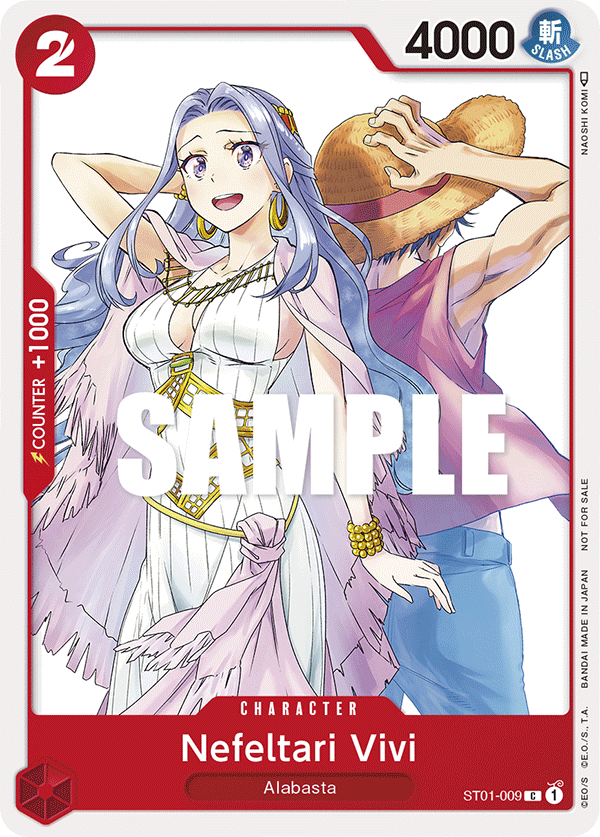 2
4000
斬
SLASH
NAOSHI KOMI
COUNTER +1000
SAMPLE
©E.O/S ©E.O./S., T.A. BANDAI MADE IN JAPAN NOT FOR SALE
CHARACTER
Nefeltari Vivi
Alabasta
ST01-009 C 1